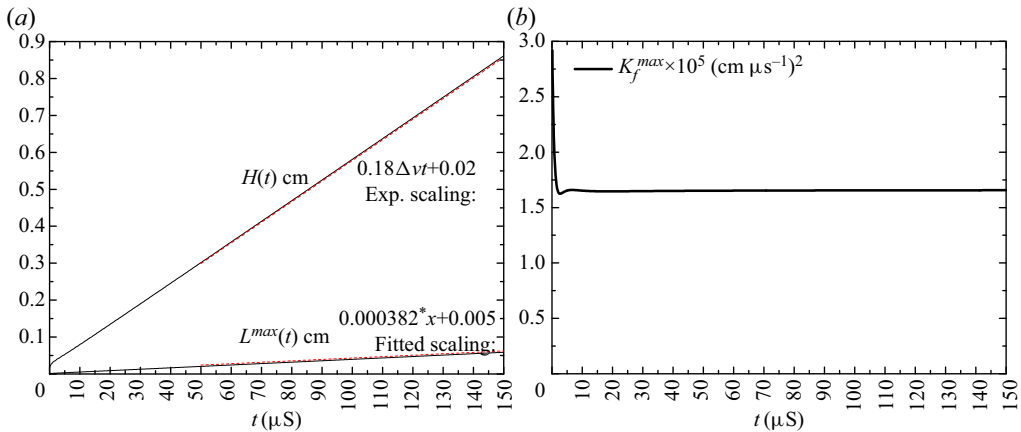 (a)
0.9
0.8
0.7
0.6
0.5
0.4
0.3
0.2
0.1
0
H(t) cm
0.18Δvt+0.02
Exp. scaling:
0.000382*x+0.005
L^max(t) cm
Fitted scaling:
10 20 30 40 50 60 70 80 90 100 110 120 130 140 150
t (μS)
(b)
3.0
2.5
2.0
1.5
1.0
0.5
0
K_f^max×10^5 (cm μs^−1)^2
10 20 30 40 50 60 70 80 90 100 110 120 130 140 150
t (μS)